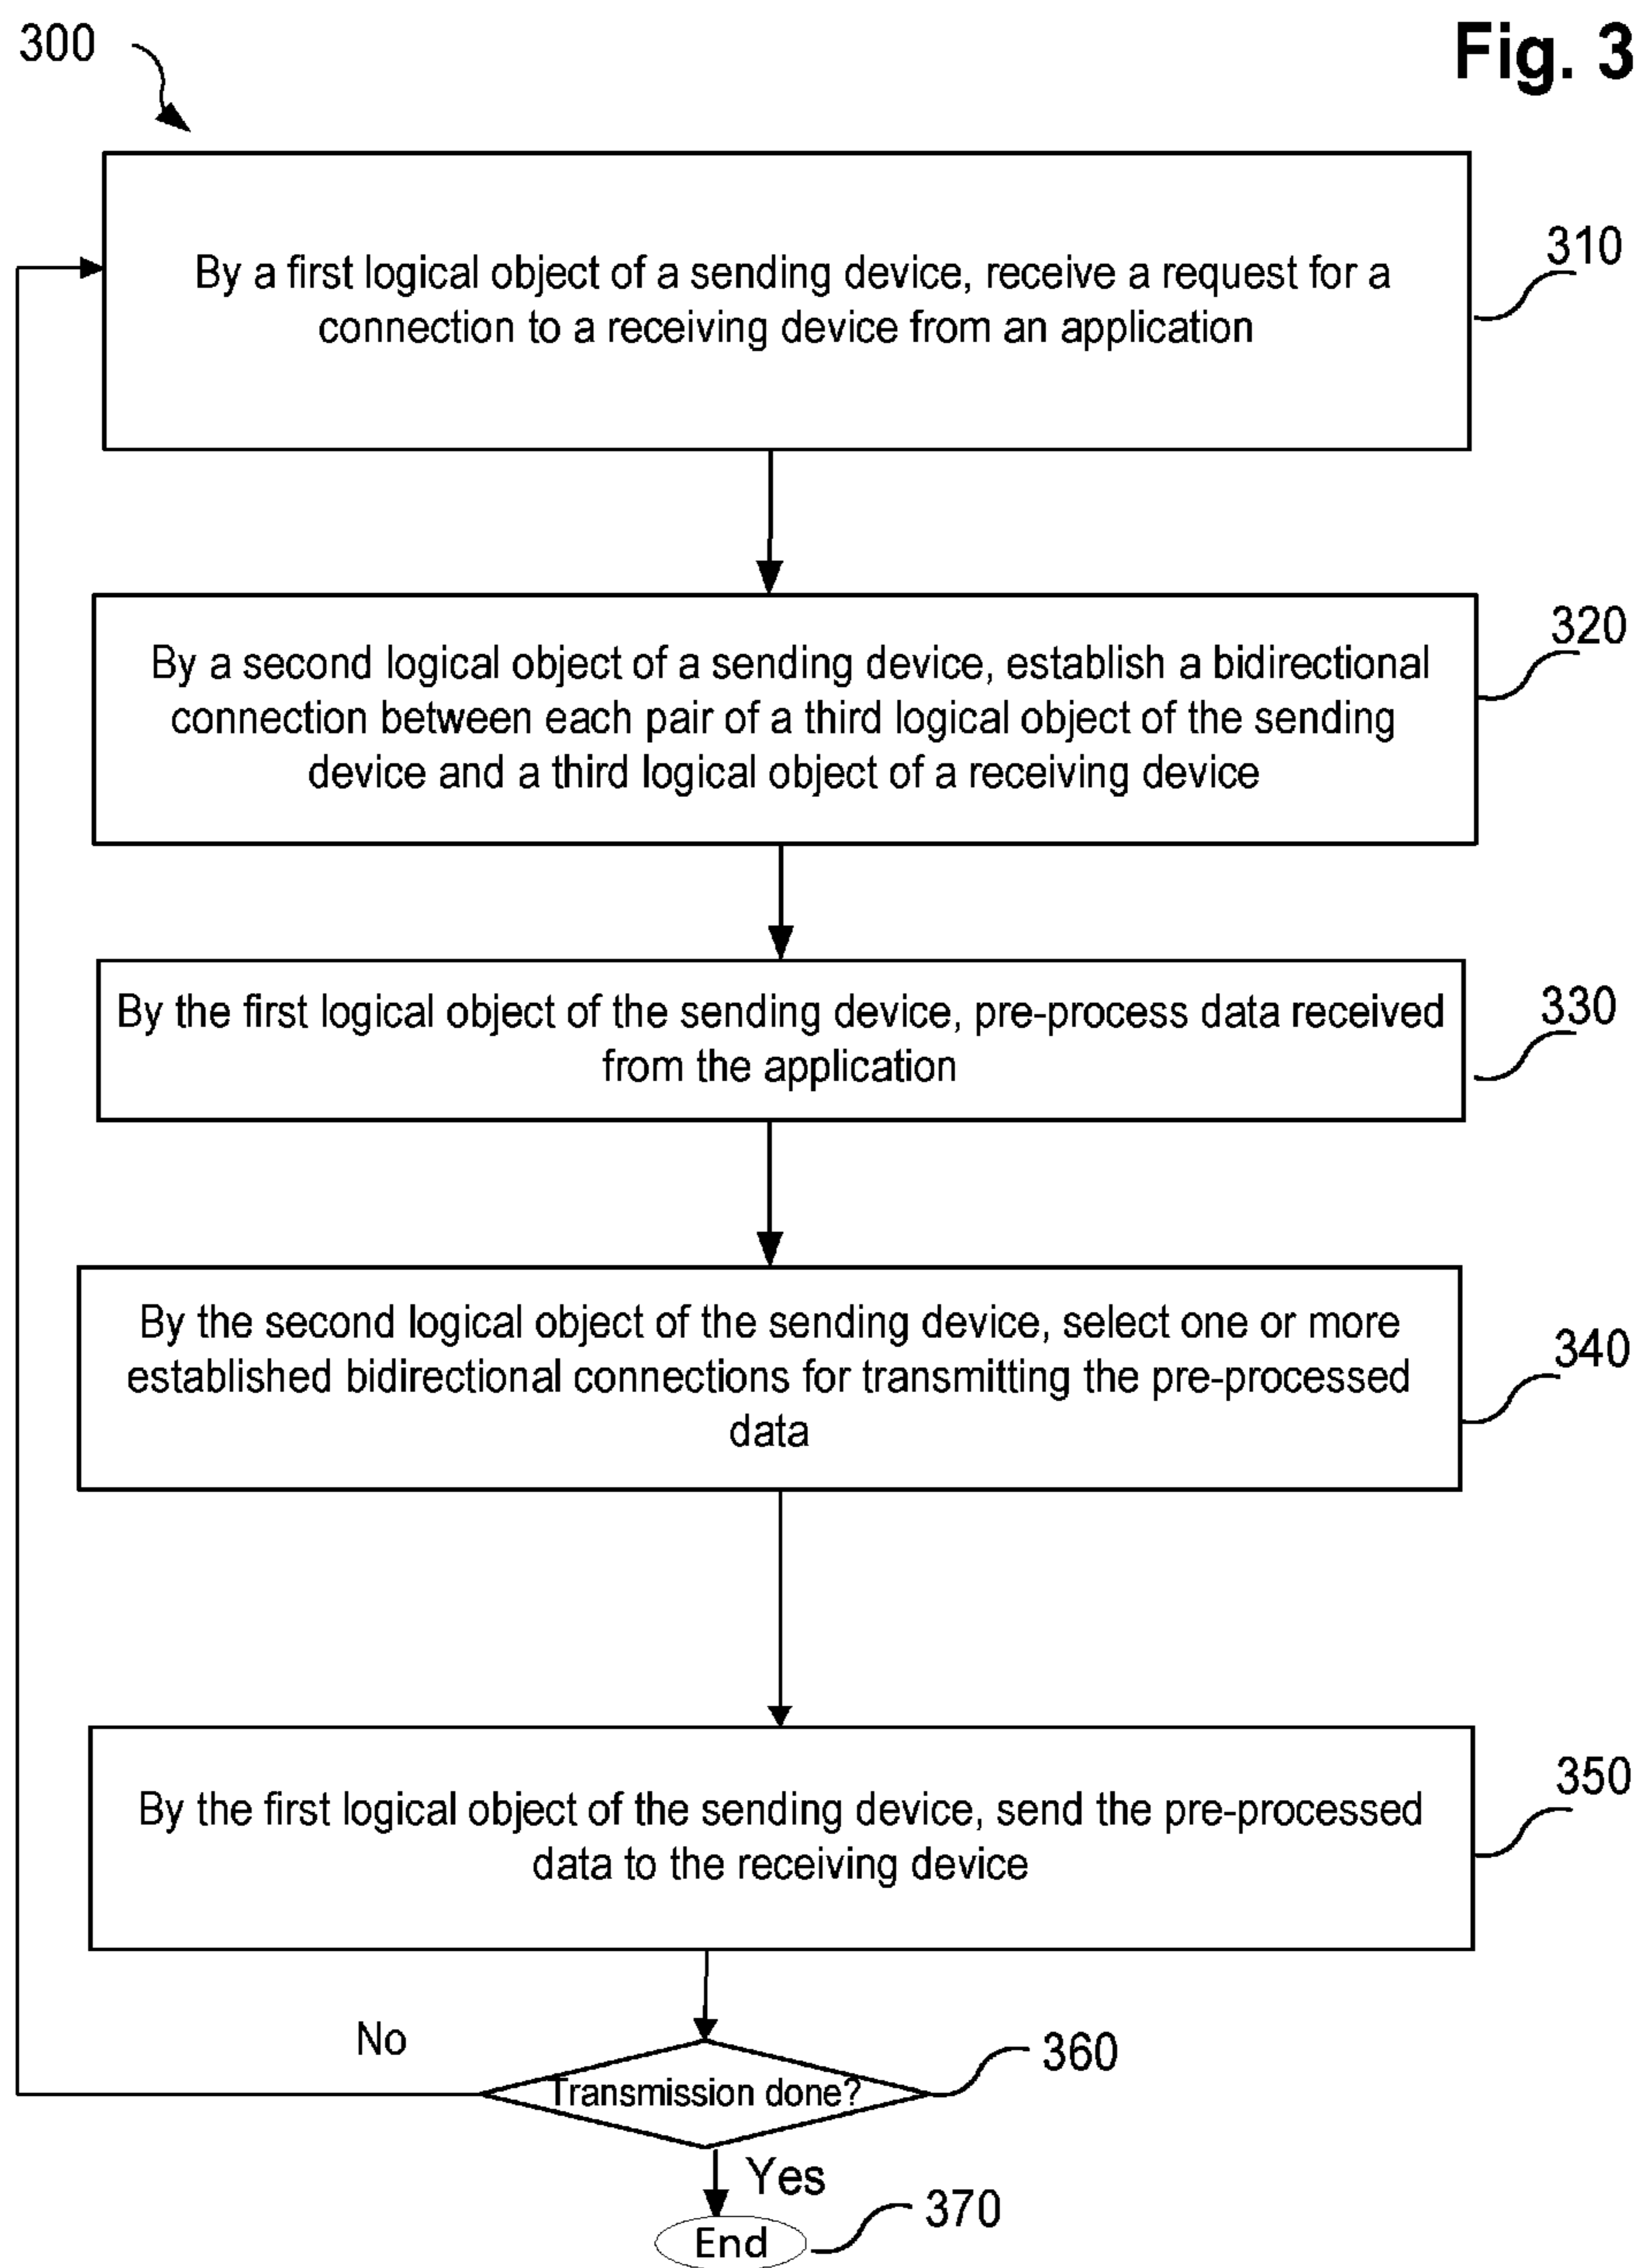 300
Fig. 3
By a first logical object of a sending device, receive a request for a
connection to a receiving device from an application
310
By a second logical object of a sending device, establish a bidirectional
connection between each pair of a third logical object of the sending
device and a third logical object of a receiving device
320
By the first logical object of the sending device, pre-process data received
from the application
330
By the second logical object of the sending device, select one or more
established bidirectional connections for transmitting the pre-processed
data
340
By the first logical object of the sending device, send the pre-processed
data to the receiving device
350
No
Transmission done?
360
Yes
End
370